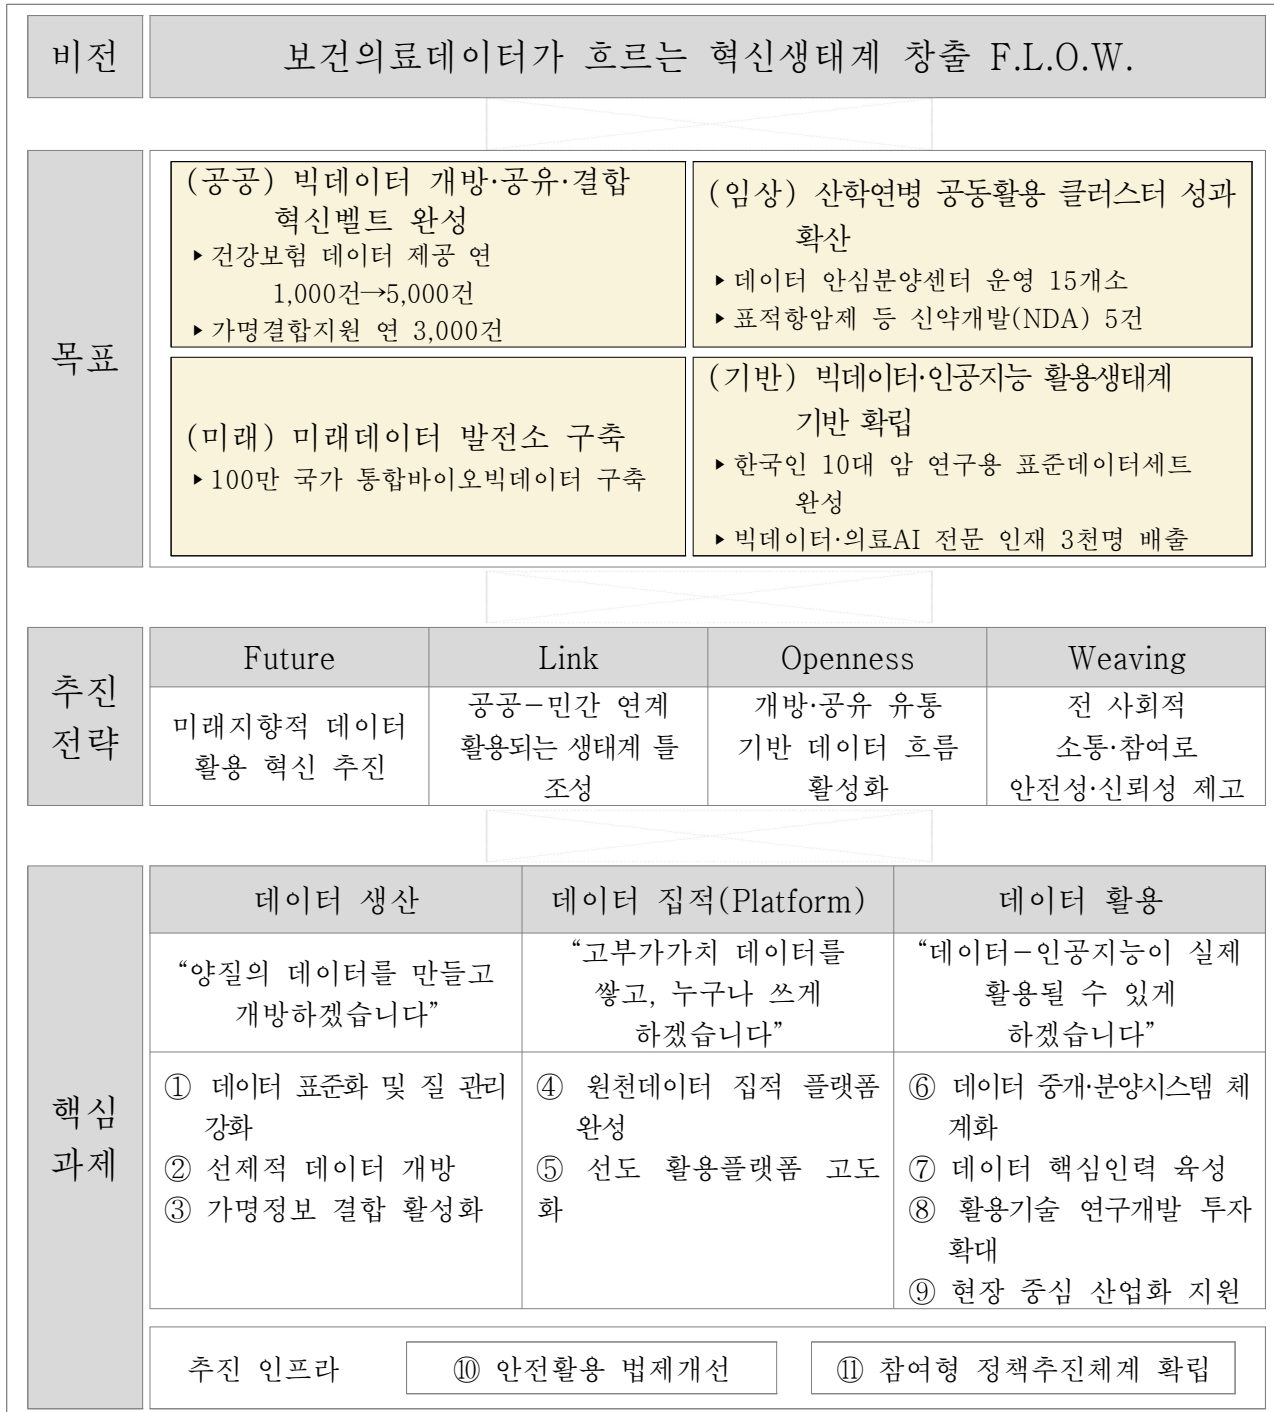 비전
보건의료데이터가 흐르는 혁신생태계 창출 F.L.O.W.
목표
(공공) 빅데이터 개방·공유·결합
혁신벨트 완성
▸건강보험 데이터 제공 연
1,000건→5,000건
▸가명결합지원 연 3,000건
(임상) 산학연병 공동활용 클러스터 성과
확산
▸데이터 안심분양센터 운영 15개소
▸표적항암제 등 신약개발(NDA) 5건
(미래) 미래데이터 발전소 구축
▸100만 국가 통합바이오빅데이터 구축
(기반) 빅데이터·인공지능 활용생태계
기반 확립
▸한국인 10대 암 연구용 표준데이터세트
완성
▸빅데이터·의료AI 전문 인재 3천명 배출
추진
전략
Future
미래지향적 데이터
활용 혁신 추진
Link
공공-민간 연계
활용되는 생태계 틀
조성
Openness
개방·공유 유통
기반 데이터 흐름
활성화
Weaving
전 사회적
소통·참여로
안전성·신뢰성 제고
핵심
과제
데이터 생산
“양질의 데이터를 만들고
개방하겠습니다”
① 데이터 표준화 및 질 관리
강화
② 선제적 데이터 개방
③ 가명정보 결합 활성화
데이터 집적(Platform)
“고부가가치 데이터를
쌓고, 누구나 쓰게
하겠습니다”
④ 원천데이터 집적 플랫폼
완성
⑤ 선도 활용플랫폼 고도
화
데이터 활용
“데이터-인공지능이 실제
활용될 수 있게
하겠습니다”
⑥ 데이터 중개·분양시스템 체
계화
⑦ 데이터 핵심인력 육성
⑧ 활용기술 연구개발 투자
확대
⑨ 현장 중심 산업화 지원
추진 인프라
⑩ 안전활용 법제개선
⑪ 참여형 정책추진체계 확립